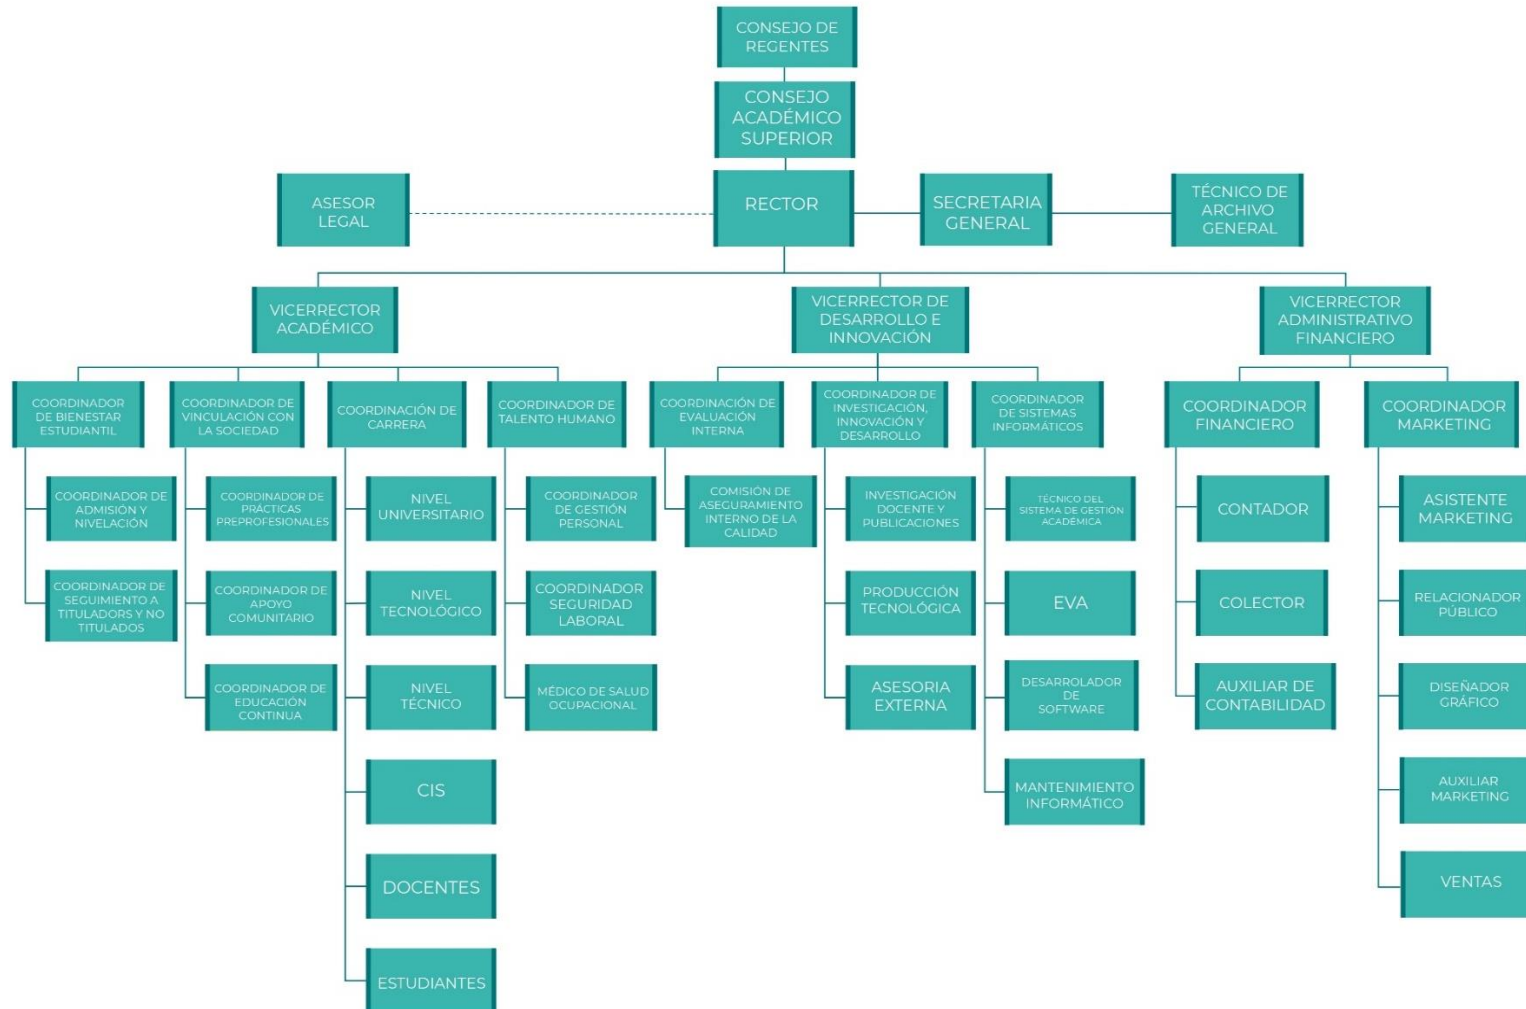 CONSEJO DE
REGENTES
CONSEJO
ACADÉMICO
SUPERIOR
ASESOR
LEGAL
RECTOR
SECRETARIA
GENERAL
TÉCNICO DE
ARCHIVO
GENERAL
VICERRECTOR
ACADÉMICO
VICERRECTOR DE
DESARROLLO E
INNOVACIÓN
VICERRECTOR
ADMINISTRATIVO
FINANCIERO
COORDINADOR
DE BIENESTAR
ESTUDIANTIL
COORDINADOR DE
VINCULACIÓN CON
LA SOCIEDAD
COORDINACIÓN DE
CARRERA
COORDINADOR DE
TALENTO HUMANO
COORDINACIÓN DE
EVALUACIÓN
INTERNA
COORDINADOR DE
INVESTIGACIÓN,
INNOVACIÓN Y
DESARROLLO
COORDINADOR
DE SISTEMAS
INFORMÁTICOS
COORDINADOR
FINANCIERO
COORDINADOR
MARKETING
COORDINADOR DE
ADMISIÓN Y
NIVELACIÓN
COORDINADOR DE
PRÁCTICAS
PREPROFESIONALES
NIVEL
UNIVERSITARIO
COORDINADOR
DE GESTIÓN
PERSONAL
COMISIÓN DE
ASEGURAMIENTO
INTERNO DE LA
CALIDAD
INVESTIGACIÓN
DOCENTE Y
PUBLICACIONES
TÉCNICO DEL
SISTEMA DE GESTIÓN
ACADÉMICA
CONTADOR
ASISTENTE
MARKETING
COORDINADOR DE
SEGUIMIENTO A
TITULADORS Y NO
TITULADOS
COORDINADOR DE
APOYO
COMUNITARIO
NIVEL
TECNOLÓGICO
COORDINADOR
SEGURIDAD
LABORAL
PRODUCCIÓN
TECNOLÓGICA
EVA
COLECTOR
RELACIONADOR
PÚBLICO
COORDINADOR DE
EDUCACIÓN
CONTINUA
NIVEL
TÉCNICO
MÉDICO DE SALUD
OCUPACIONAL
ASESORIA
EXTERNA
DESARROLADOR
DE
SOFTWARE
AUXILIAR DE
CONTABILIDAD
DISEÑADOR
GRÁFICO
CIS
MANTENIMIENTO
INFORMÁTICO
AUXILIAR
MARKETING
DOCENTES
VENTAS
ESTUDIANTES